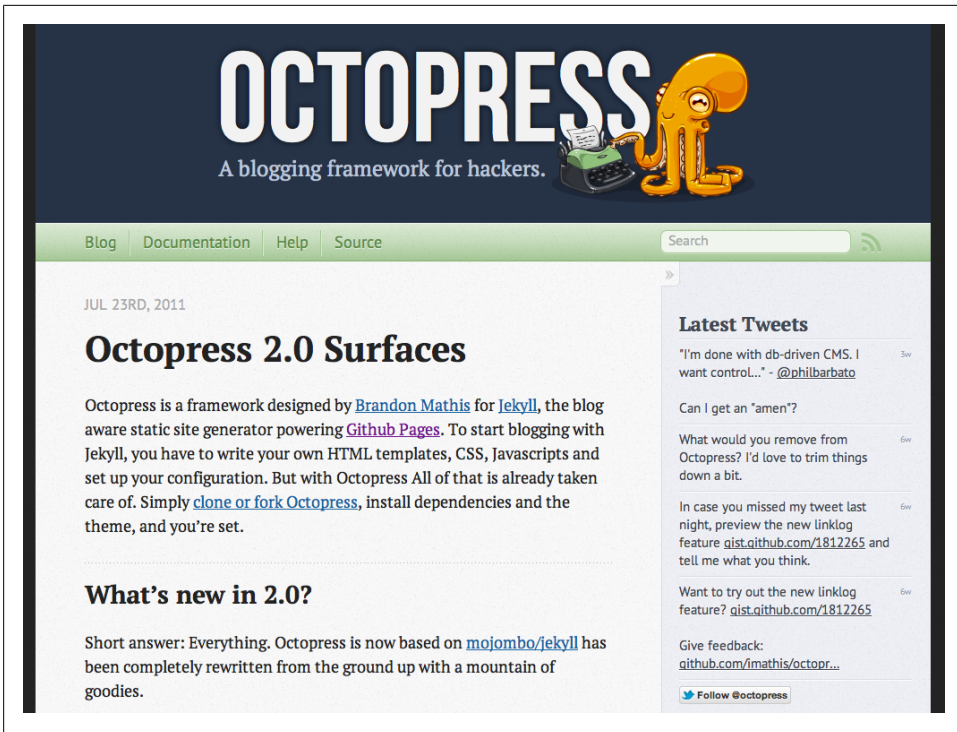 OCTOPRESS
A blogging framework for hackers.
Blog
Documentation
Help
Source
Search
»
JUL 23RD, 2011
Octopress 2.0 Surfaces
Octopress is a framework designed by Brandon Mathis for Jekyll, the blog
aware static site generator powering Github Pages. To start blogging with
Jekyll, you have to write your own HTML templates, CSS, Javascripts and
set up your configuration. But with Octopress All of that is already taken
care of. Simply clone or fork Octopress, install dependencies and the
theme, and you’re set.
What’s new in 2.0?
Short answer: Everything. Octopress is now based on mojombo/jekyll has
been completely rewritten from the ground up with a mountain of
goodies.
Latest Tweets
"I'm done with db-driven CMS. I
want control..." - @philbarbato
3w
Can I get an "amen"?
What would you remove from
Octopress? I'd love to trim things
down a bit.
6w
In case you missed my tweet last
night, preview the new linklog
feature gist.github.com/1812265 and
tell me what you think.
6w
Want to try out the new linklog
feature? gist.github.com/1812265
6w
Give feedback:
github.com/imathis/octopr...
Follow @octopress